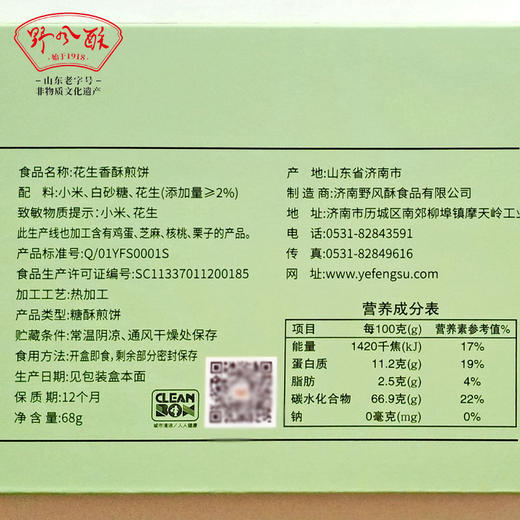 野风酥
始于1918
山东老字号
非物质文化遗产
食品名称:花生香酥煎饼
配 料:小米、白砂糖、花生(添加量≥2%)
致敏物质提示:小米、花生
此生产线也加工含有鸡蛋、芝麻、核桃、栗子的产品。
产品标准号:Q/01YFS0001S
食品生产许可证编号:SC11337011200185
加工工艺:热加工
产品类型:糖酥煎饼
贮藏条件:常温阴凉、通风干燥处保存
食用方法:开盒即食,剩余部分密封保存
生产日期:见包装盒本面
保 质 期:12个月
净 含 量:68g
CLEAN BOX
城市清洁/人人健康
产 地:山东省济南市
制 造 商:济南野风酥食品有限公司
地 址:济南市历城区南郊柳埠镇摩天岭工业
电 话:0531-82843591
传 真:0531-82849616
网 址:www.yefengsu.com
营养成分表
项目 每100克(g) 营养素参考值%
能量 1420千焦(kJ) 17%
蛋白质 11.2克(g) 19%
脂肪 2.5克(g) 4%
碳水化合物 66.9克(g) 22%
钠 0毫克(mg) 0%